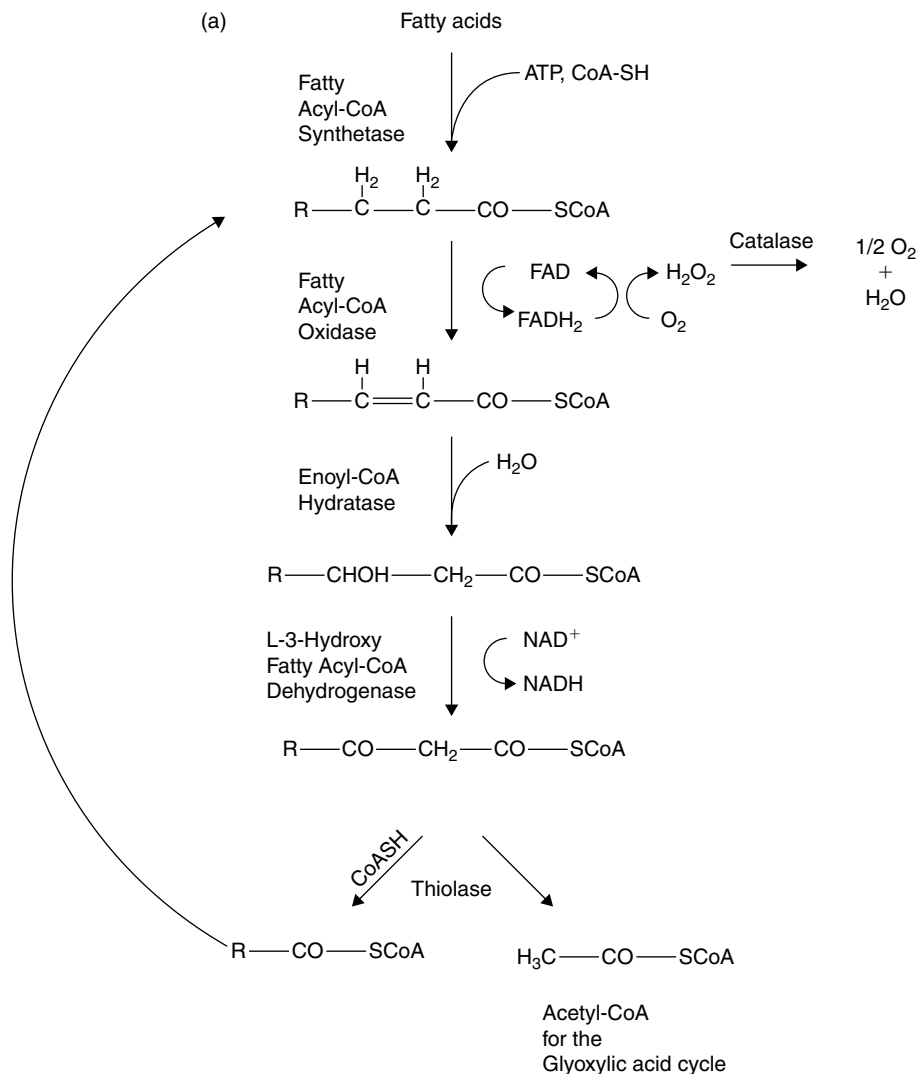 (a)
Fatty acids
ATP, CoA-SH
Fatty
Acyl-CoA
Synthetase
H₂ H₂
R—C—C—CO—SCoA
Fatty
Acyl-CoA
Oxidase
FAD
FADH₂
H₂O₂
O₂
Catalase
1/2 O₂
+
H₂O
H H
R—C=C—CO—SCoA
Enoyl-CoA
Hydratase
H₂O
R—CHOH—CH₂—CO—SCoA
L-3-Hydroxy
Fatty Acyl-CoA
Dehydrogenase
NAD⁺
NADH
R—CO—CH₂—CO—SCoA
CoASH
Thiolase
R—CO—SCoA
H₃C—CO—SCoA
Acetyl-CoA
for the
Glyoxylic acid cycle